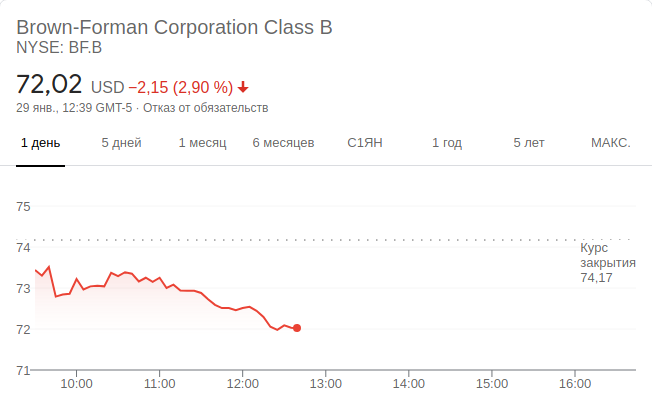 Brown-Forman Corporation Class B
NYSE: BF.B
72,02 USD −2,15 (2,90 %)
29 янв., 12:39 GMT-5 · Отказ от обязательств
1 день 5 дней 1 месяц 6 месяцев С1ЯН 1 год 5 лет МАКС.
75
74
73
72
71
Курс
закрытия
74,17
10:00 11:00 12:00 13:00 14:00 15:00 16:00